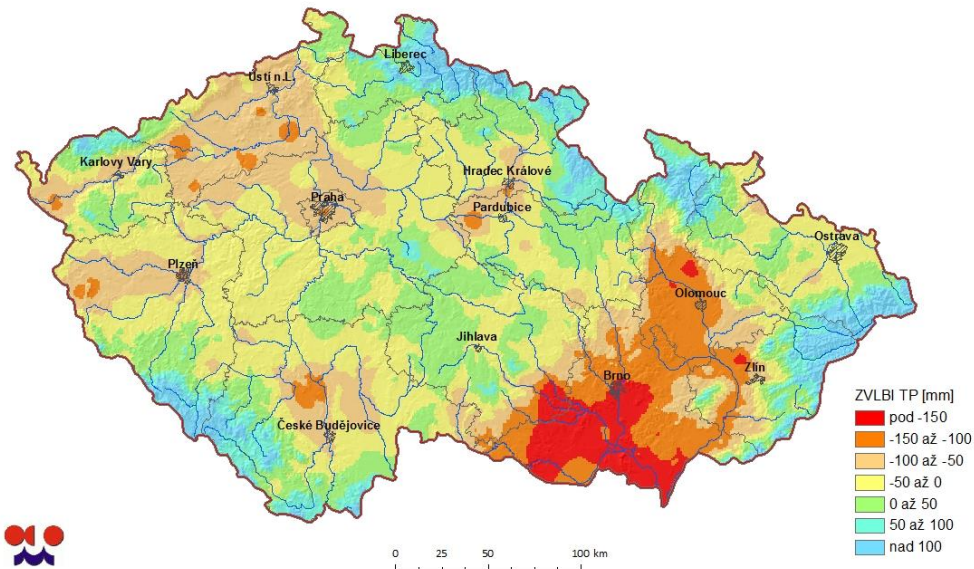 Liberec
Ústí n.L.
Karlovy Vary
Hradec Králové
Praha
Pardubice
Ostrava
Plzeň
Olomouc
Jihlava
Zlín
Brno
České Budějovice
ZVLBI TP [mm]
pod -150
-150 až -100
-100 až -50
-50 až 0
0 až 50
50 až 100
nad 100
0 25 50 100 km